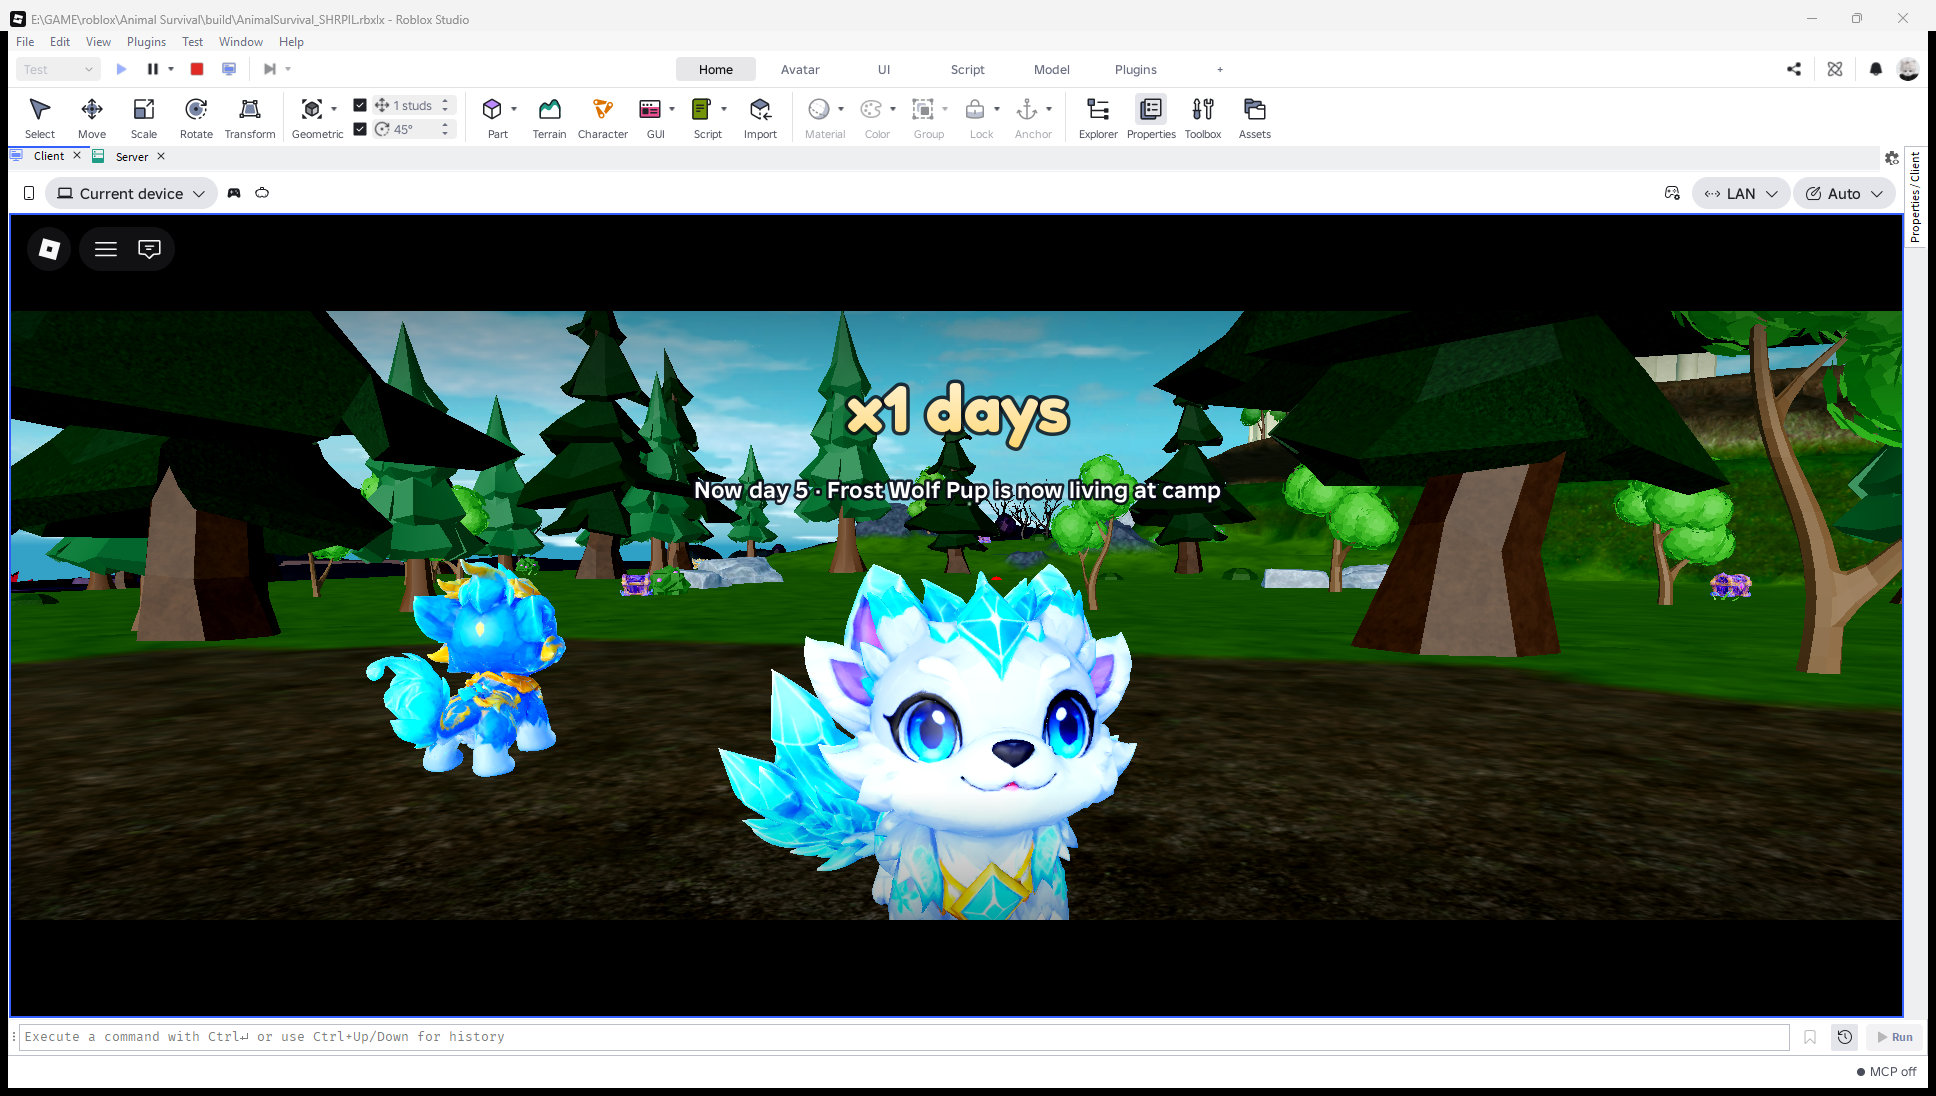 E:\GAME\roblox\Animal Survival\build\AnimalSurvival_SHRPIL.rbxlx - Roblox Studio
File Edit View Plugins Test Window Help
Test
Home Avatar UI Script Model Plugins +
1 studs
45°
Select Move Scale Rotate Transform Geometric Part Terrain Character GUI Script Import Material Color Group Lock Anchor Explorer Properties Toolbox Assets
Client Server
Properties / Client
Current device LAN Auto
x1 days
Now day 5 · Frost Wolf Pup is now living at camp
Execute a command with Ctrl↵ or use Ctrl+Up/Down for history
Run
MCP off